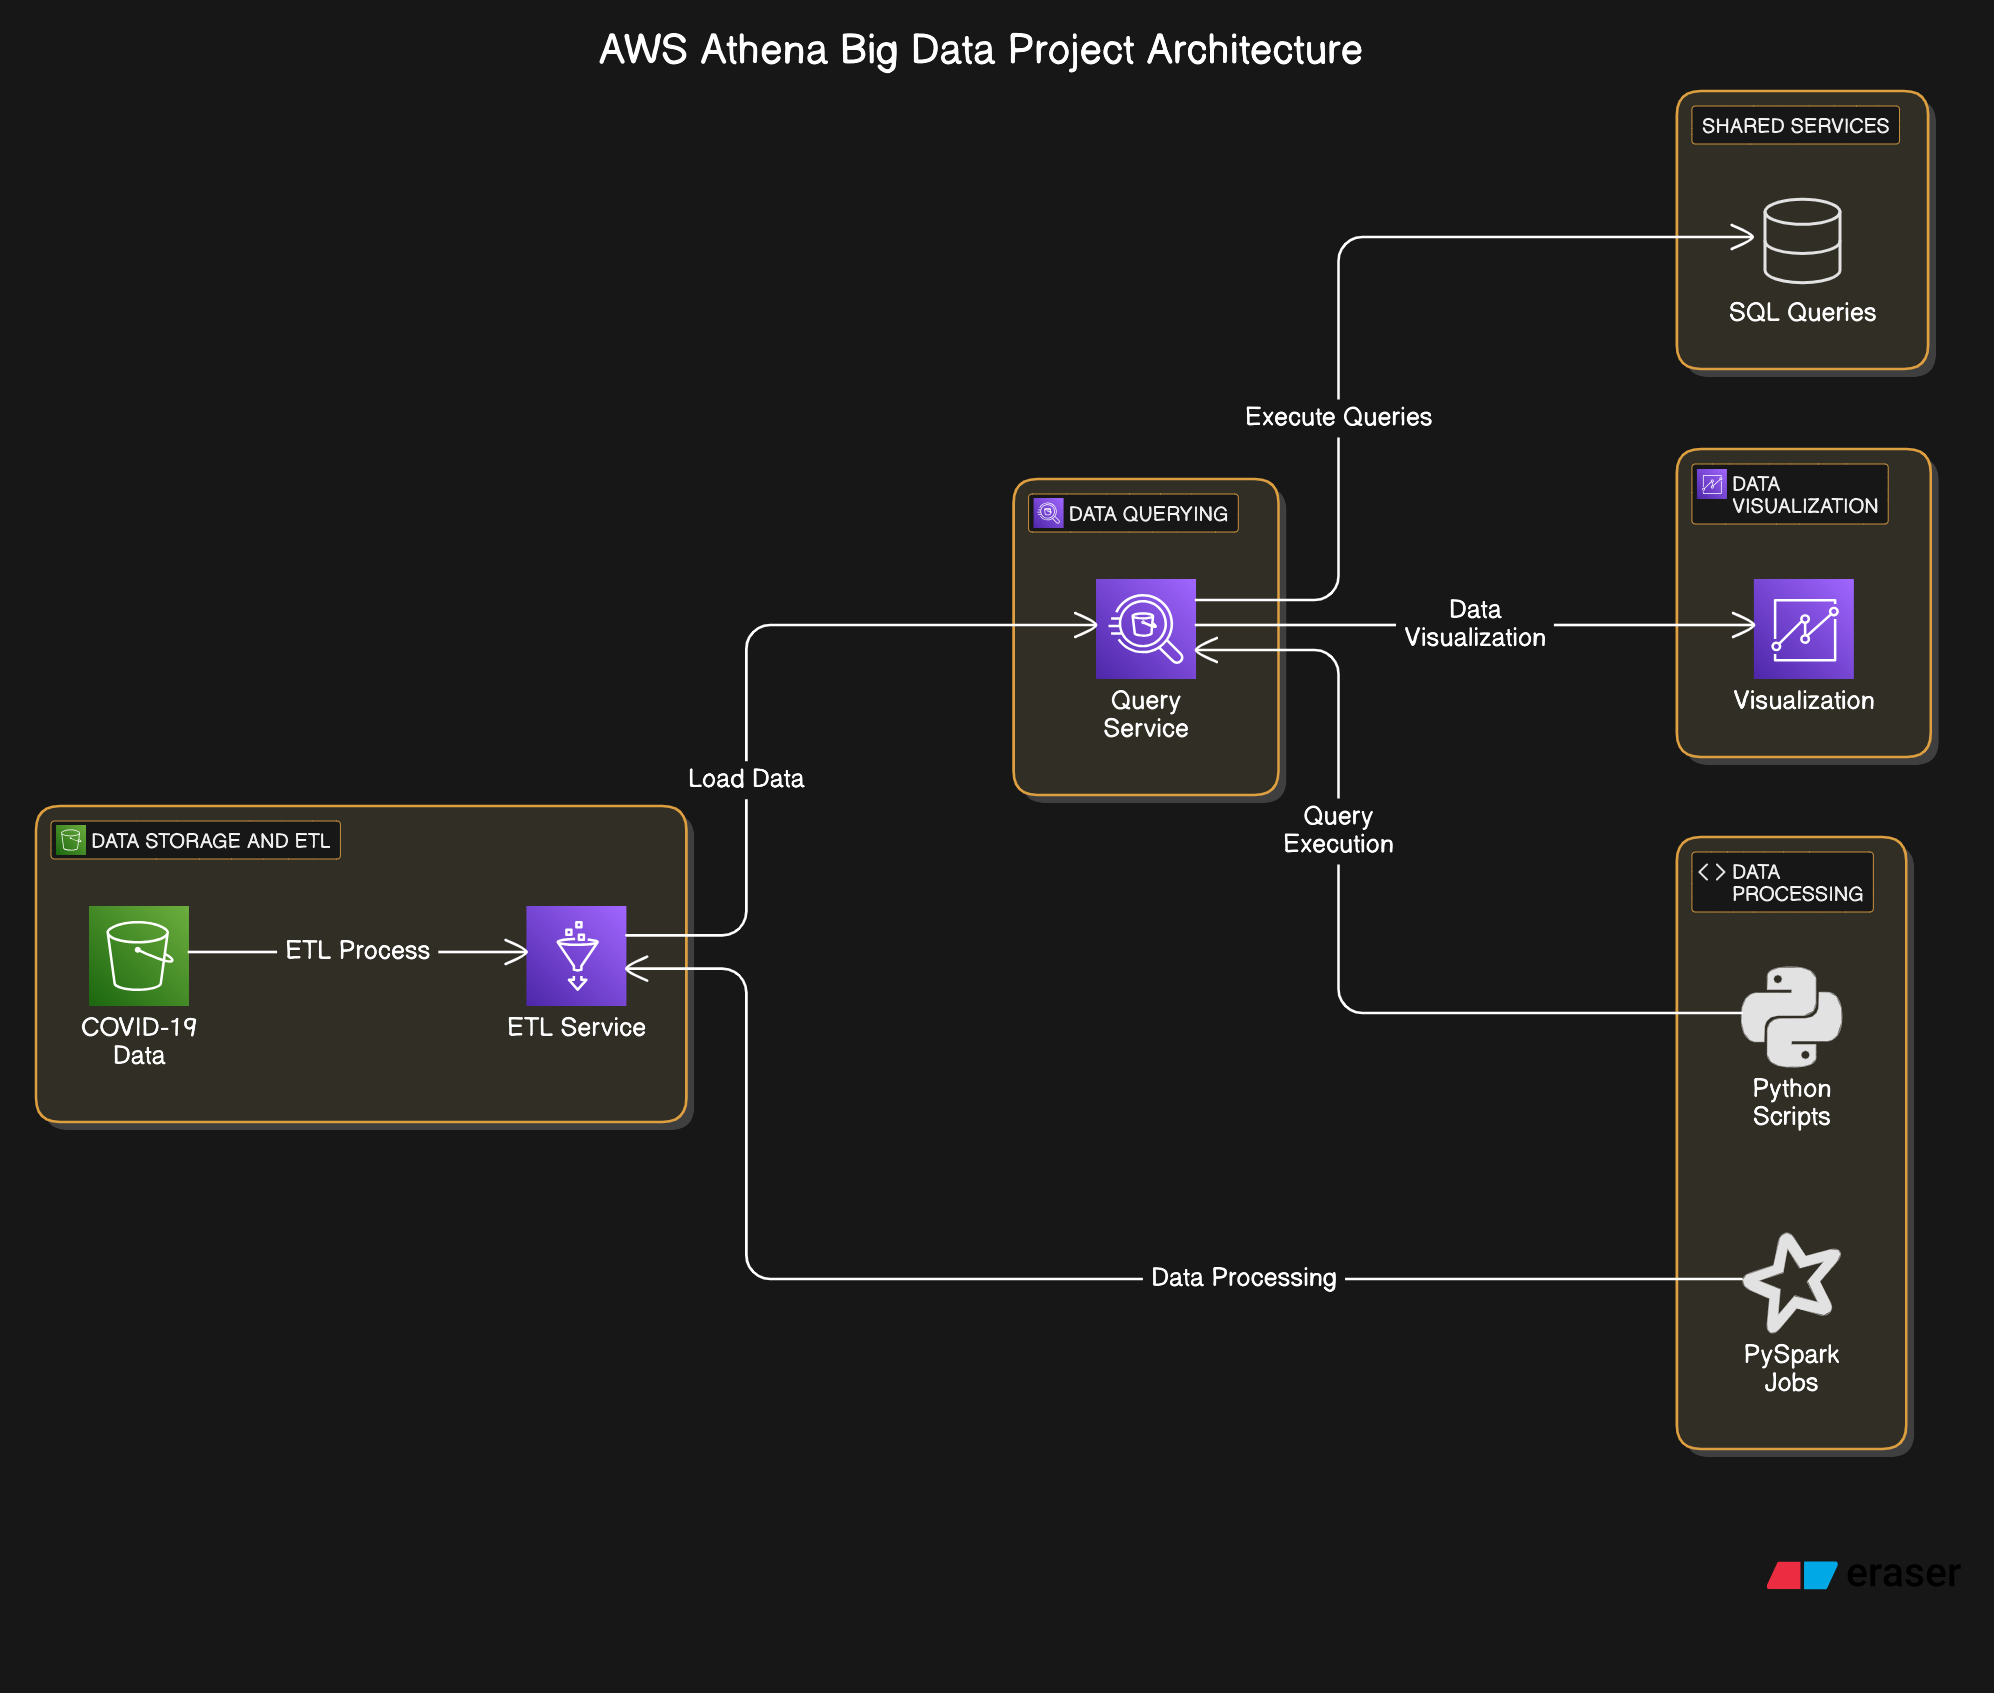 AWS Athena Big Data Project Architecture
SHARED SERVICES
SQL Queries
Execute Queries
DATA
VISUALIZATION
DATA QUERYING
Data
Visualization
Visualization
Query
Service
Load Data
Query
Execution
DATA STORAGE AND ETL
DATA
PROCESSING
ETL Process
COVID-19
Data
ETL Service
Python
Scripts
Data Processing
PySpark
Jobs
eraser